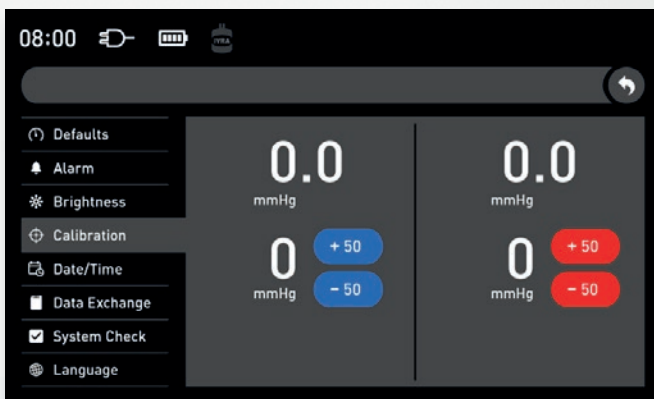 08:00
Defaults
Alarm
Brightness
Calibration
Date/Time
Data Exchange
System Check
Language
0.0
mmHg
0
mmHg
+ 50
- 50
0.0
mmHg
0
mmHg
+ 50
- 50